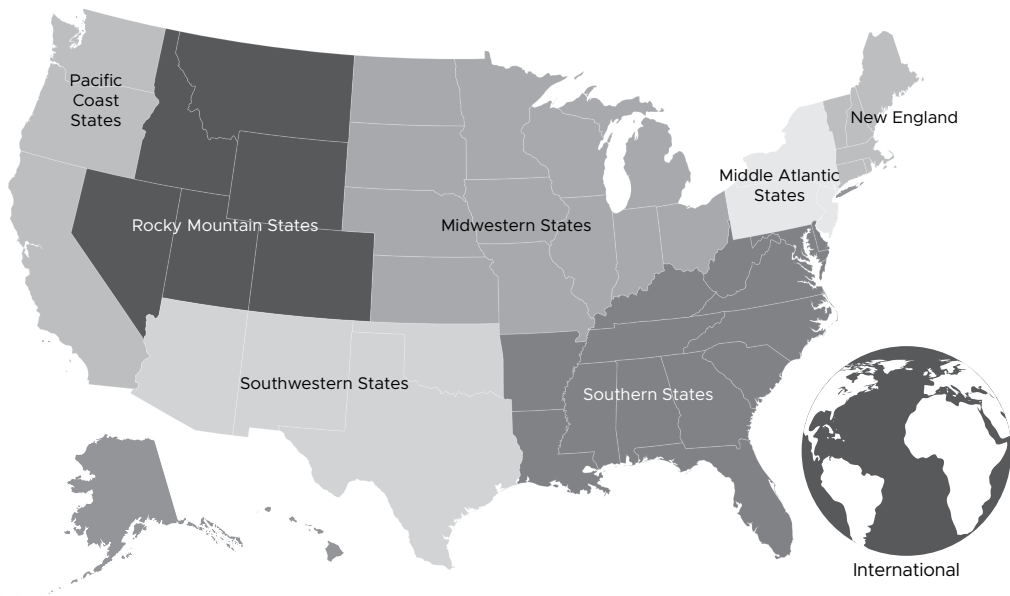 Pacific
Coast
States
New England
Middle Atlantic
States
Rocky Mountain States
Midwestern States
Southwestern States
Southern States
International